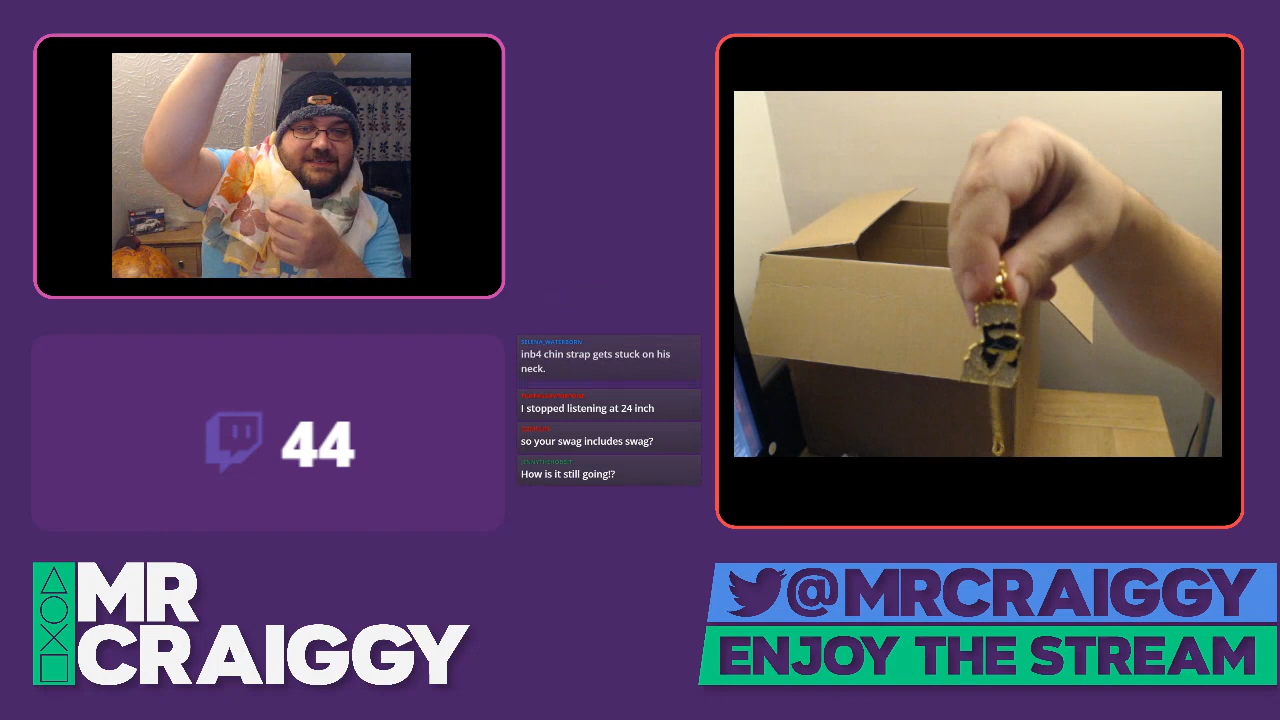 SELENA_WATERBORN
inb4 chin strap gets stuck on his
neck.
I stopped listening at 24 inch
so your swag includes swag?
How is it still going!?
44
MR
CRAIGGY
@MRCRAIGGY
ENJOY THE STREAM